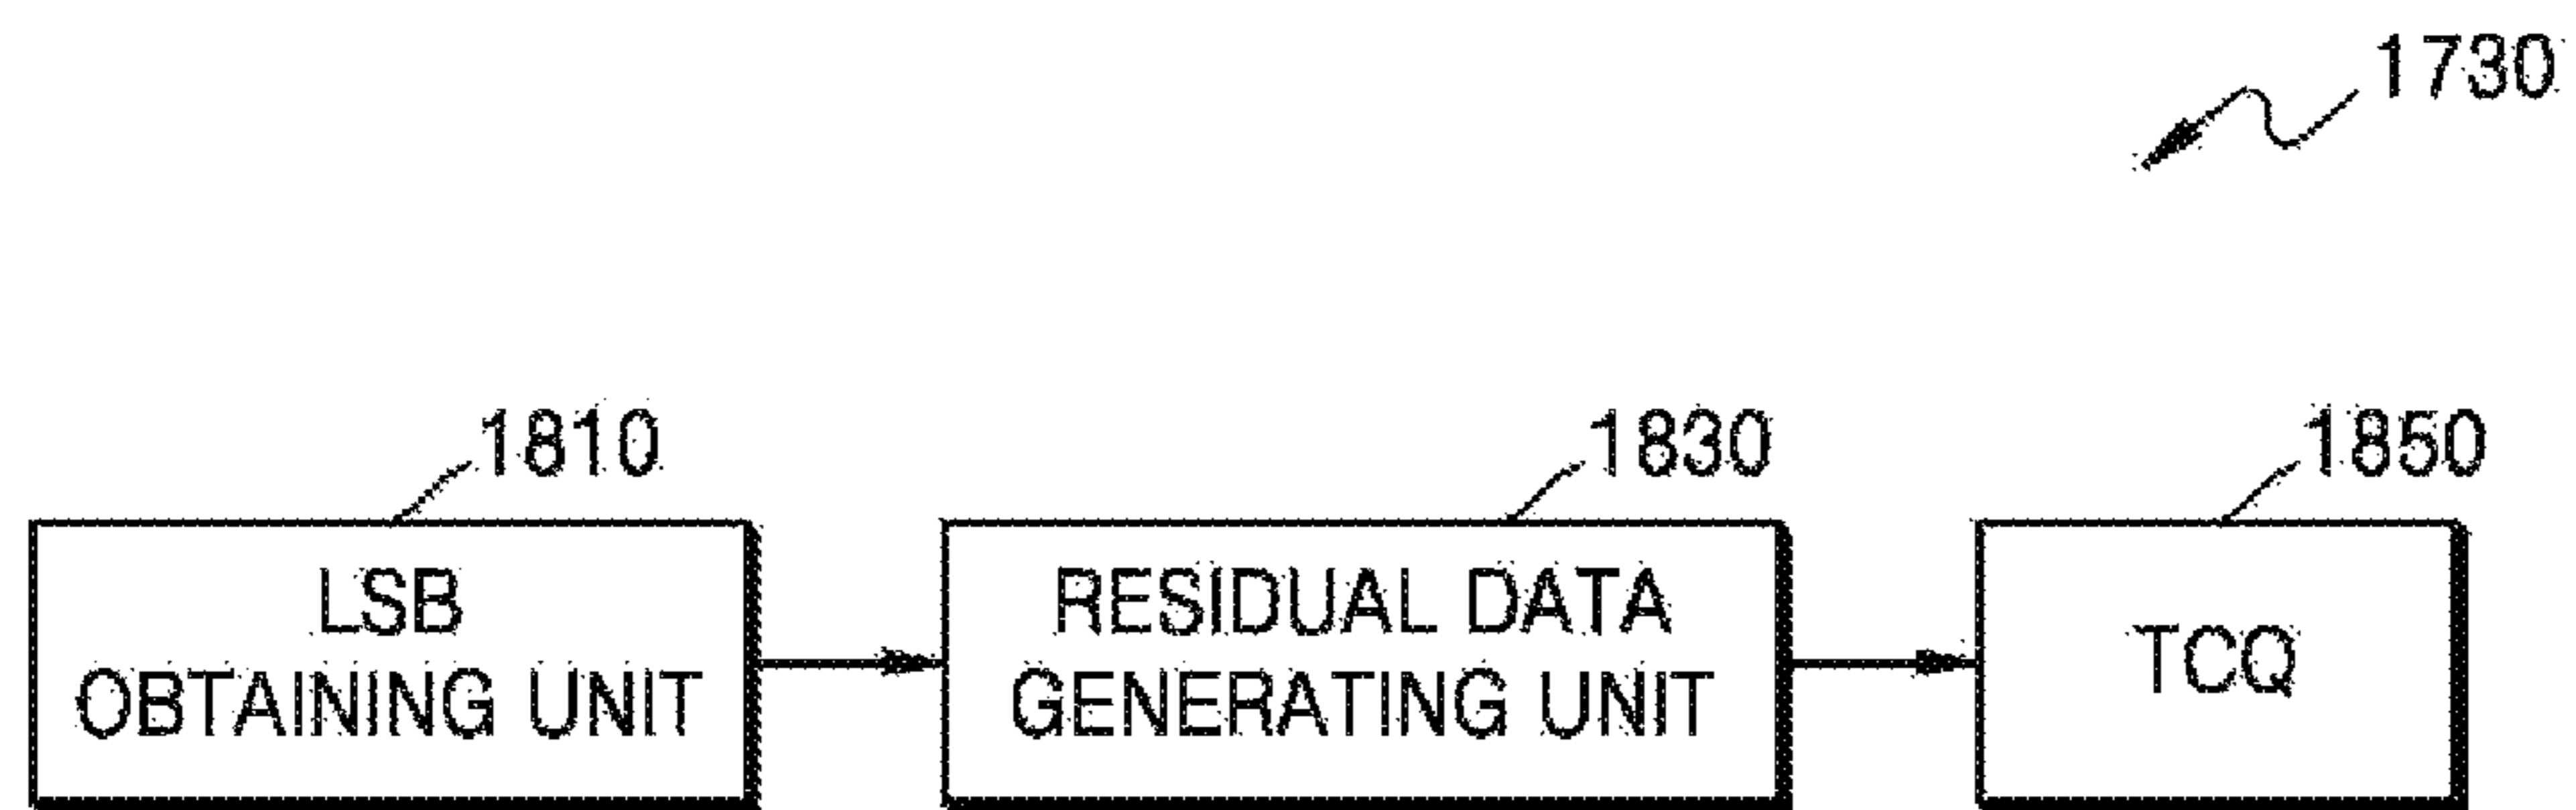 1730
1810
1830
1850
LSB
OBTAINING UNIT
RESIDUAL DATA
GENERATING UNIT
TCQ